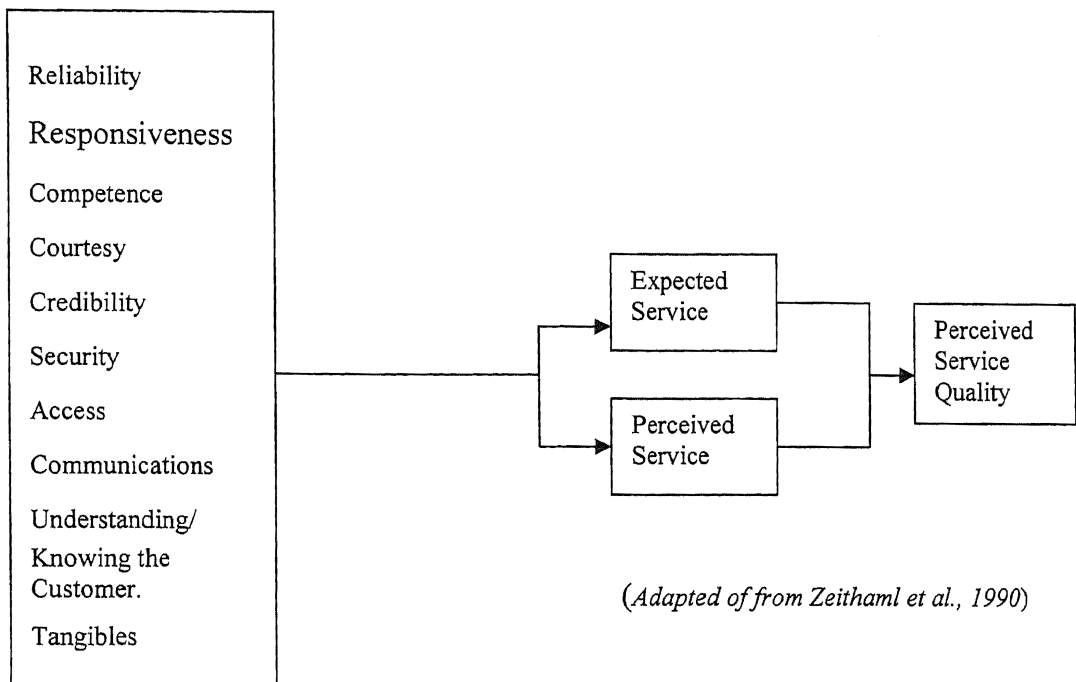 Reliability
Responsiveness
Competence
Courtesy
Credibility
Security
Access
Communications
Understanding/
Knowing the
Customer.
Tangibles
Expected
Service
Perceived
Service
Perceived
Service
Quality
(Adapted of from Zeithaml et al., 1990)